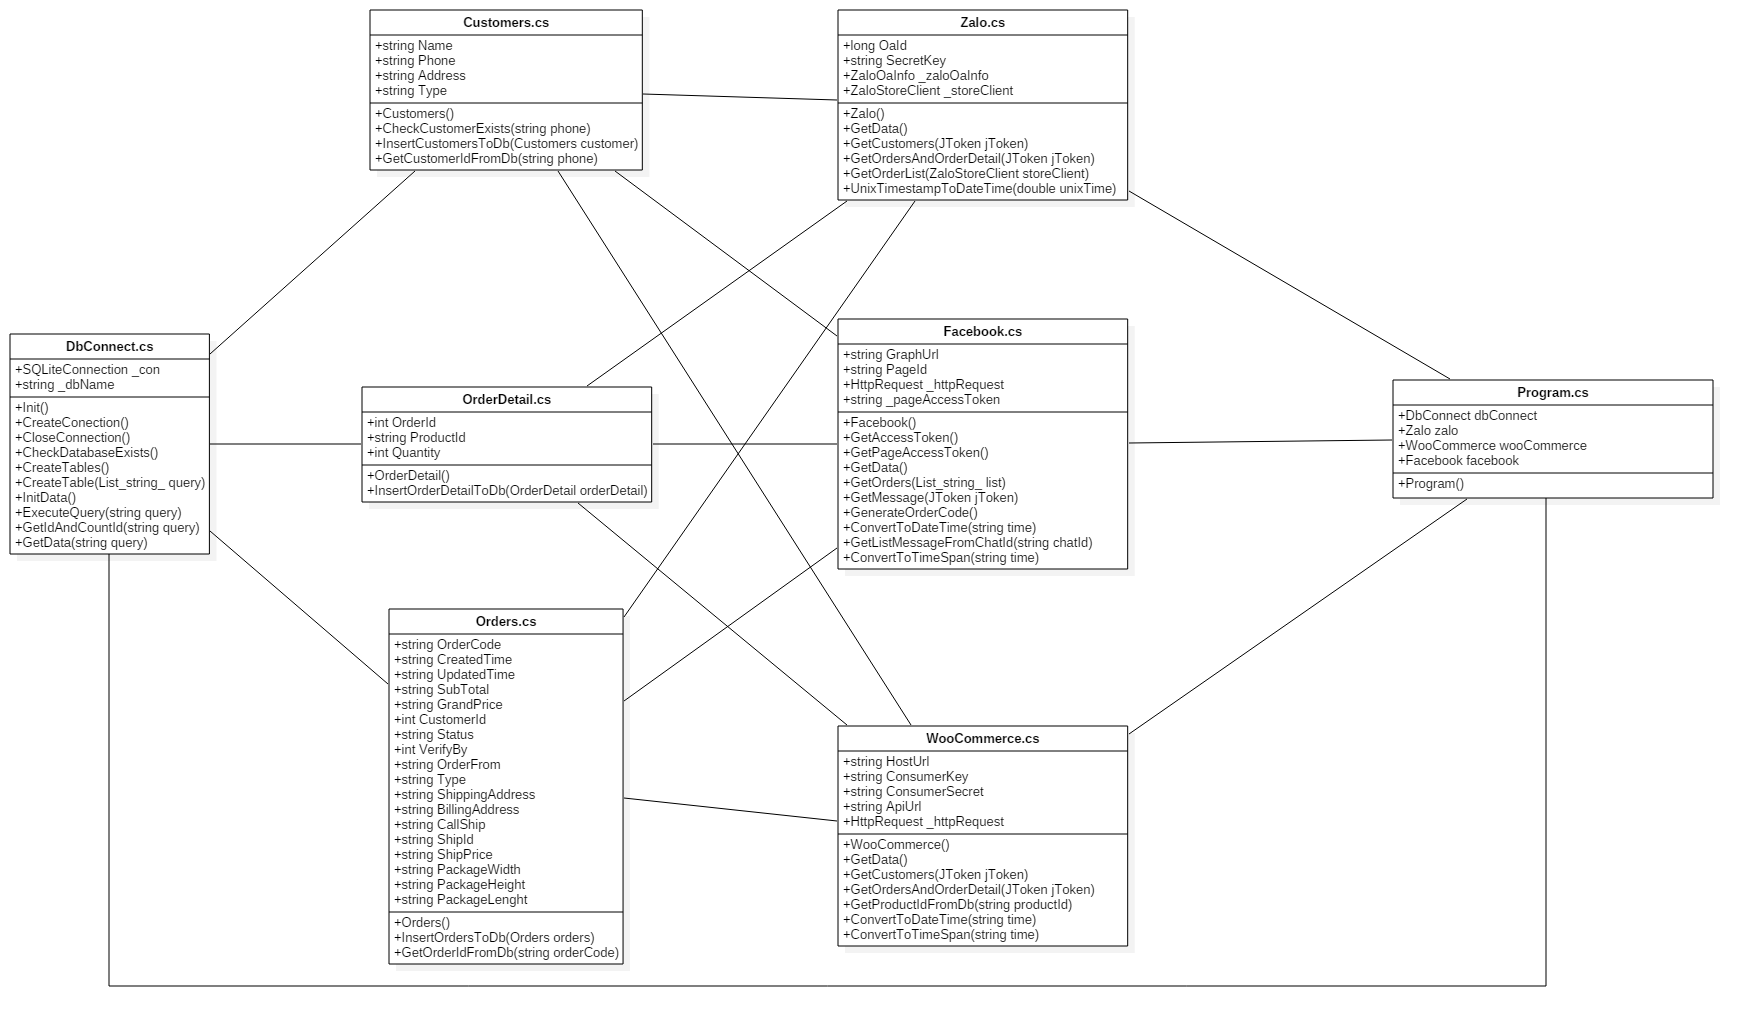 Customers.cs
+string Name
+string Phone
+string Address
+string Type
+Customers()
+CheckCustomerExists(string phone)
+InsertCustomersToDb(Customers customer)
+GetCustomerIdFromDb(string phone)
Zalo.cs
+long OaId
+string SecretKey
+ZaloOaInfo _zaloOaInfo
+ZaloStoreClient _storeClient
+Zalo()
+GetData()
+GetCustomers(JToken jToken)
+GetOrdersAndOrderDetail(JToken jToken)
+GetOrderList(ZaloStoreClient storeClient)
+UnixTimestampToDateTime(double unixTime)
DbConnect.cs
+SQLiteConnection _con
+string _dbName
+Init()
+CreateConection()
+CloseConnection()
+CheckDatabaseExists()
+CreateTables()
+CreateTable(List_string_ query)
+InitData()
+ExecuteQuery(string query)
+GetIdAndCountId(string query)
+GetData(string query)
OrderDetail.cs
+int OrderId
+string ProductId
+int Quantity
+OrderDetail()
+InsertOrderDetailToDb(OrderDetail orderDetail)
Facebook.cs
+string GraphUrl
+string PageId
+HttpRequest _httpRequest
+string _pageAccessToken
+Facebook()
+GetAccessToken()
+GetPageAccessToken()
+GetData()
+GetOrders(List_string_ list)
+GetMessage(JToken jToken)
+GenerateOrderCode()
+ConvertToDateTime(string time)
+GetListMessageFromChatId(string chatId)
+ConvertToTimeSpan(string time)
Program.cs
+DbConnect dbConnect
+Zalo zalo
+WooCommerce wooCommerce
+Facebook facebook
+Program()
Orders.cs
+string OrderCode
+string CreatedTime
+string UpdatedTime
+string SubTotal
+string GrandPrice
+int CustomerId
+string Status
+int VerifyBy
+string OrderFrom
+string Type
+string ShippingAddress
+string BillingAddress
+string CallShip
+string ShipId
+string ShipPrice
+string PackageWidth
+string PackageHeight
+string PackageLenght
+Orders()
+InsertOrdersToDb(Orders orders)
+GetOrderIdFromDb(string orderCode)
WooCommerce.cs
+string HostUrl
+string ConsumerKey
+string ConsumerSecret
+string ApiUrl
+HttpRequest _httpRequest
+WooCommerce()
+GetData()
+GetCustomers(JToken jToken)
+GetOrdersAndOrderDetail(JToken jToken)
+GetProductIdFromDb(string productId)
+ConvertToDateTime(string time)
+ConvertToTimeSpan(string time)